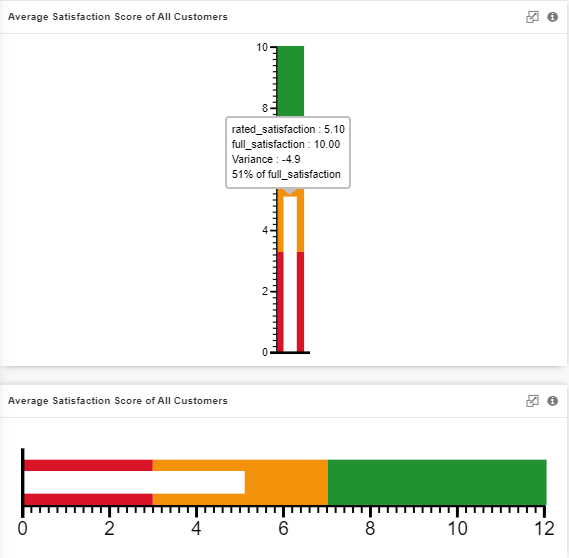 Average Satisfaction Score of All Customers
10
8
rated_satisfaction : 5.10
full_satisfaction : 10.00
Variance : -4.9
51% of full_satisfaction
4
2
0
Average Satisfaction Score of All Customers
0 2 4 6 8 10 12